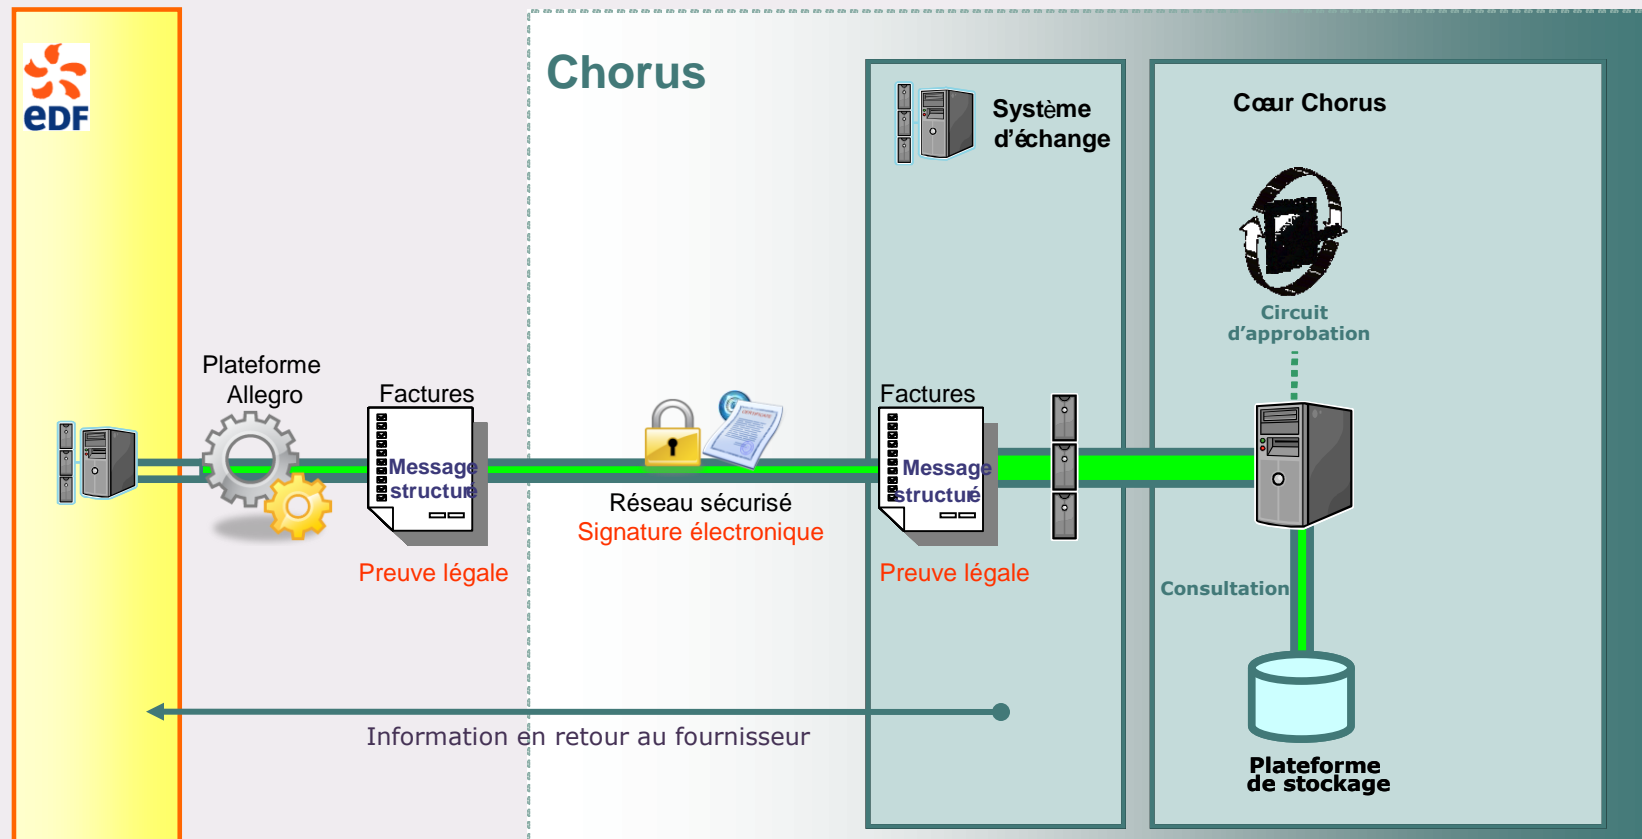 eDF
Chorus
Système
d'échange
Cœur Chorus
Circuit
d'approbation
Plateforme
Allegro
Factures
Message
structuré
Preuve légale
Réseau sécurisé
Signature électronique
Factures
Message
structuré
Preuve légale
Consultation
Information en retour au fournisseur
Plateforme
de stockage